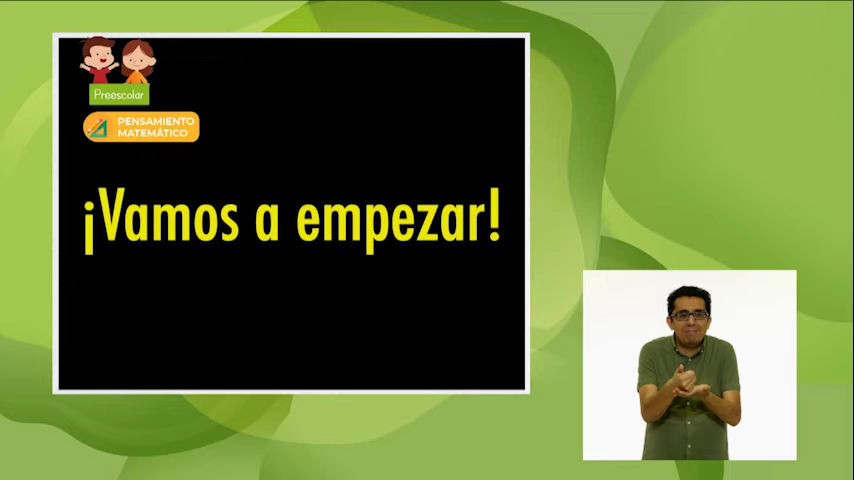 Preescolar
PENSAMIENTO
MATEMÁTICO
¡Vamos a empezar!